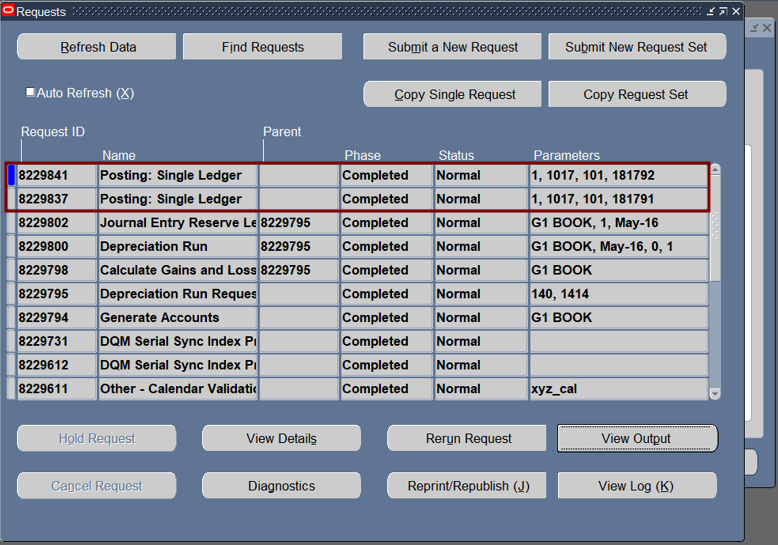 Requests
Refresh Data Find Requests Submit a New Request Submit New Request Set
Auto Refresh (X) Copy Single Request Copy Request Set
Request ID Parent
Name Phase Status Parameters
8229841 Posting: Single Ledger Completed Normal 1, 1017, 101, 181792
8229837 Posting: Single Ledger Completed Normal 1, 1017, 101, 181791
8229802 Journal Entry Reserve Le 8229795 Completed Normal G1 BOOK, 1, May-16
8229800 Depreciation Run 8229795 Completed Normal G1 BOOK, May-16, 0, 1
8229798 Calculate Gains and Loss 8229795 Completed Normal G1 BOOK
8229795 Depreciation Run Reques Completed Normal 140, 1414
8229794 Generate Accounts Completed Normal G1 BOOK
8229731 DQM Serial Sync Index Pr Completed Normal
8229612 DQM Serial Sync Index Pr Completed Normal
8229611 Other - Calendar Validatio Completed Normal xyz_cal
Hold Request View Details Rerun Request View Output
Cancel Request Diagnostics Reprint/Republish (J) View Log (K)